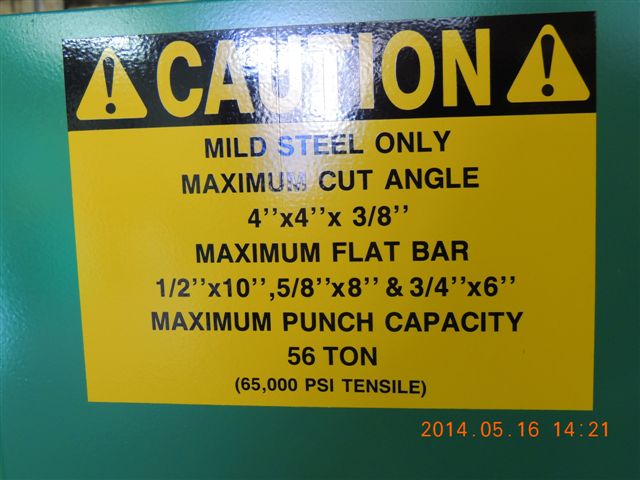 CAUTION
MILD STEEL ONLY
MAXIMUM CUT ANGLE
4''x4''x 3/8''
MAXIMUM FLAT BAR
1/2''x10'',5/8''x8'' & 3/4''x6''
MAXIMUM PUNCH CAPACITY
56 TON
(65,000 PSI TENSILE)
2014.05.16 14:21